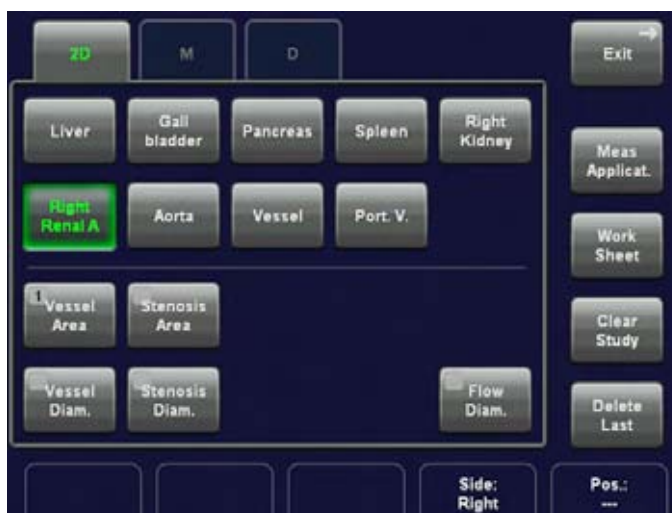 2D
M
D
Exit
Liver
Gall
bladder
Pancreas
Spleen
Right
Kidney
Meas
Applicat.
Right
Renal A
Aorta
Vessel
Port. V.
Work
Sheet
1
Vessel
Area
Stenosis
Area
Clear
Study
Vessel
Diam.
Stenosis
Diam.
Flow
Diam.
Delete
Last
Side:
Right
Pos.:
---